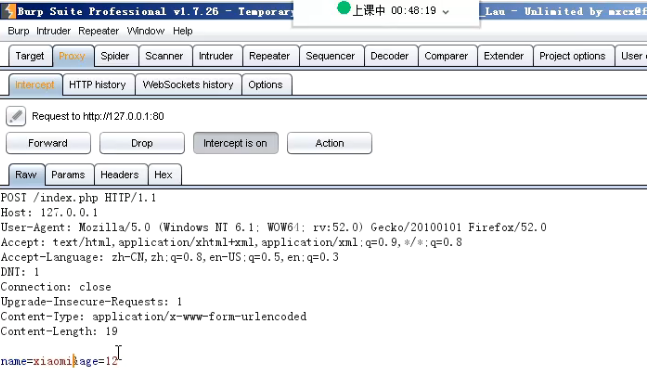 Burp Suite Professional v1.7.26 - Temporary
上课中 00:48:19
_Lau - Unlimited by mxcx@f
Burp Intruder Repeater Window Help
Target Proxy Spider Scanner Intruder Repeater Sequencer Decoder Comparer Extender Project options User
Intercept HTTP history WebSockets history Options
Request to http://127.0.0.1:80
Forward Drop Intercept is on Action
Raw Params Headers Hex
POST /index.php HTTP/1.1
Host: 127.0.0.1
User-Agent: Mozilla/5.0 (Windows NT 6.1; WOW64; rv:52.0) Gecko/20100101 Firefox/52.0
Accept: text/html,application/xhtml+xml,application/xml;q=0.9,*/*;q=0.8
Accept-Language: zh-CN,zh;q=0.8,en-US;q=0.5,en;q=0.3
DNT: 1
Connection: close
Upgrade-Insecure-Requests: 1
Content-Type: application/x-www-form-urlencoded
Content-Length: 19
name=xiaomi&age=12